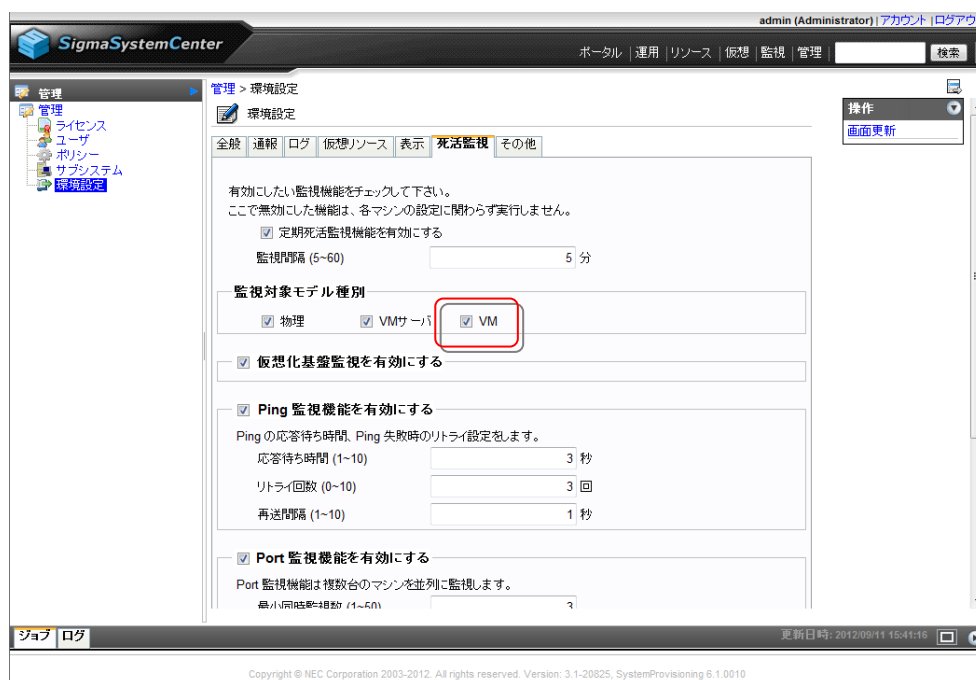 admin (Administrator) | アカウント | ログアウ
SigmaSystemCenter
ポータル | 運用 | リソース | 仮想 | 監視 | 管理 | 検索
管理
管理
ライセンス
ユーザ
ポリシー
サブシステム
環境設定
管理 > 環境設定
環境設定
全般 通報 ログ 仮想リソース 表示 死活監視 その他
有効にしたい監視機能をチェックして下さい。
ここで無効にした機能は、各マシンの設定に関わらず実行しません。
定期死活監視機能を有効にする
監視間隔 (5~60) 5 分
監視対象モデル種別
物理 VMサーバ VM
仮想化基盤監視を有効にする
Ping 監視機能を有効にする
Ping の応答待ち時間、Ping 失敗時のリトライ設定をします。
応答待ち時間 (1~10) 3 秒
リトライ回数 (0~10) 3 回
再送間隔 (1~10) 1 秒
Port 監視機能を有効にする
Port 監視機能は複数台のマシンを並列に監視します。
最小同時監視数 (1~50) 3
操作
画面更新
ジョブ ログ
更新日時: 2012/09/11 15:41:16
Copyright © NEC Corporation 2003-2012. All rights reserved. Version: 3.1-20825, SystemProvisioning 6.1.0010